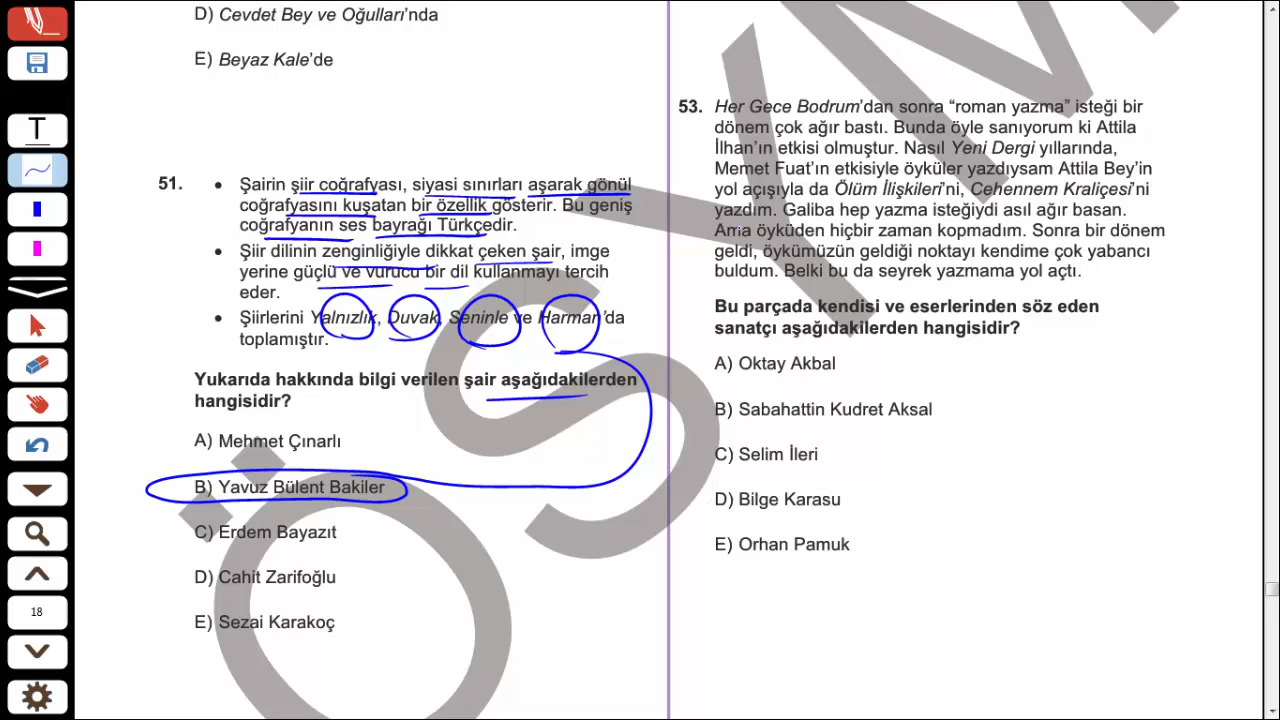 D) Cevdet Bey ve Oğulları'nda
E) Beyaz Kale'de
51.
• Şairin şiir coğrafyası, siyasi sınırları aşarak gönül
coğrafyasını kuşatan bir özellik gösterir. Bu geniş
coğrafyanın ses bayrağı Türkçedir.
• Şiir dilinin zenginliğiyle dikkat çeken şair, imge
yerine güçlü ve vurucu bir dil kullanmayı tercih
eder.
• Şiirlerini Yalnızlık, Duvak, Seninle ve Harman'da
toplamıştır.
Yukarıda hakkında bilgi verilen şair aşağıdakilerden
hangisidir?
A) Mehmet Çınarlı
B) Yavuz Bülent Bakiler
C) Erdem Bayazıt
D) Cahit Zarifoğlu
E) Sezai Karakoç
53. Her Gece Bodrum'dan sonra “roman yazma” isteği bir
dönem çok ağır bastı. Bunda öyle sanıyorum ki Attila
İlhan'ın etkisi olmuştur. Nasıl Yeni Dergi yıllarında,
Memet Fuat'ın etkisiyle öyküler yazdıysam Attila Bey'in
yol açışıyla da Ölüm İlişkileri'ni, Cehennem Kraliçesi'ni
yazdım. Galiba hep yazma isteğiydi asıl ağır basan.
Ama öyküden hiçbir zaman kopmadım. Sonra bir dönem
geldi, öykümüzün geldiği noktayı kendime çok yabancı
buldum. Belki bu da seyrek yazmama yol açtı.
Bu parçada kendisi ve eserlerinden söz eden
sanatçı aşağıdakilerden hangisidir?
A) Oktay Akbal
B) Sabahattin Kudret Aksal
C) Selim İleri
D) Bilge Karasu
E) Orhan Pamuk
T
18
ÖSYM